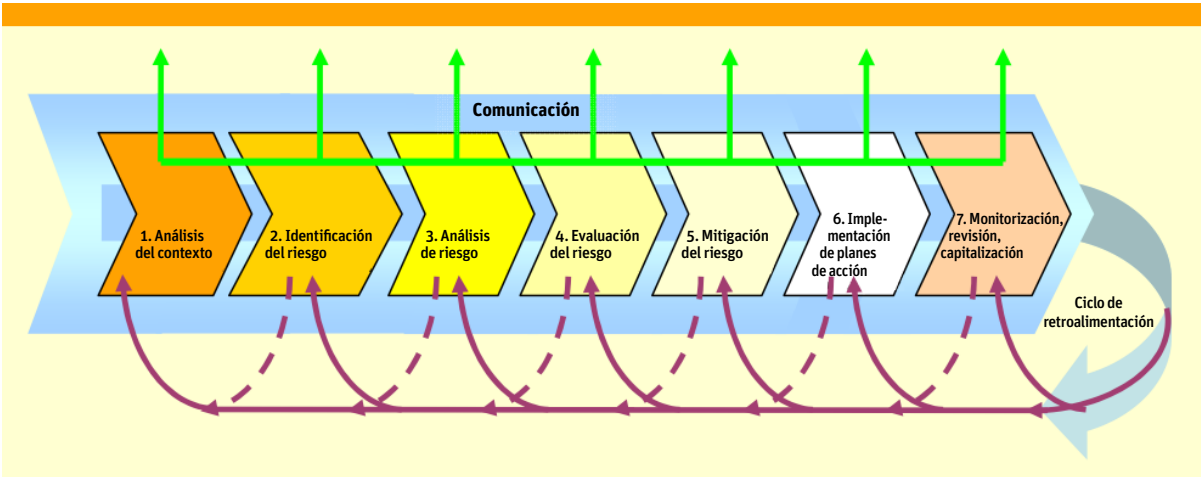 Comunicación
1. Análisis
del contexto
2. Identificación
del riesgo
3. Análisis
de riesgo
4. Evaluación
del riesgo
5. Mitigación
del riesgo
6. Imple-
mentación
de planes
de acción
7. Monitorización,
revisión,
capitalización
Ciclo de
retroalimentación